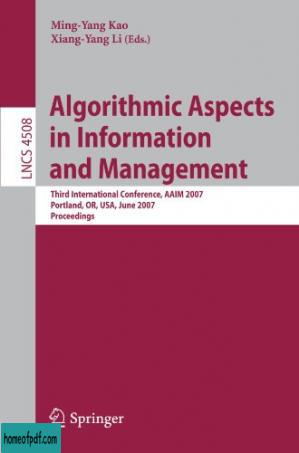 Ming-Yang Kao
Xiang-Yang Li (Eds.)
LNCS 4508
Algorithmic Aspects
in Information
and Management
Third International Conference, AAIM 2007
Portland, OR, USA, June 2007
Proceedings
Springer
homeofpdf.com